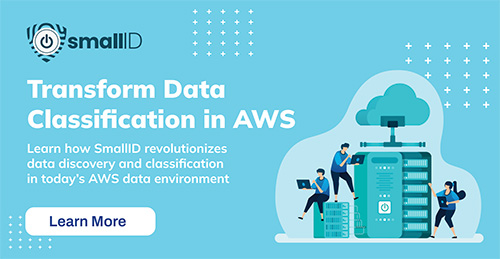 smallID
Transform Data
Classification in AWS
Learn how SmallID revolutionizes
data discovery and classification
in today's AWS data environment
Learn More